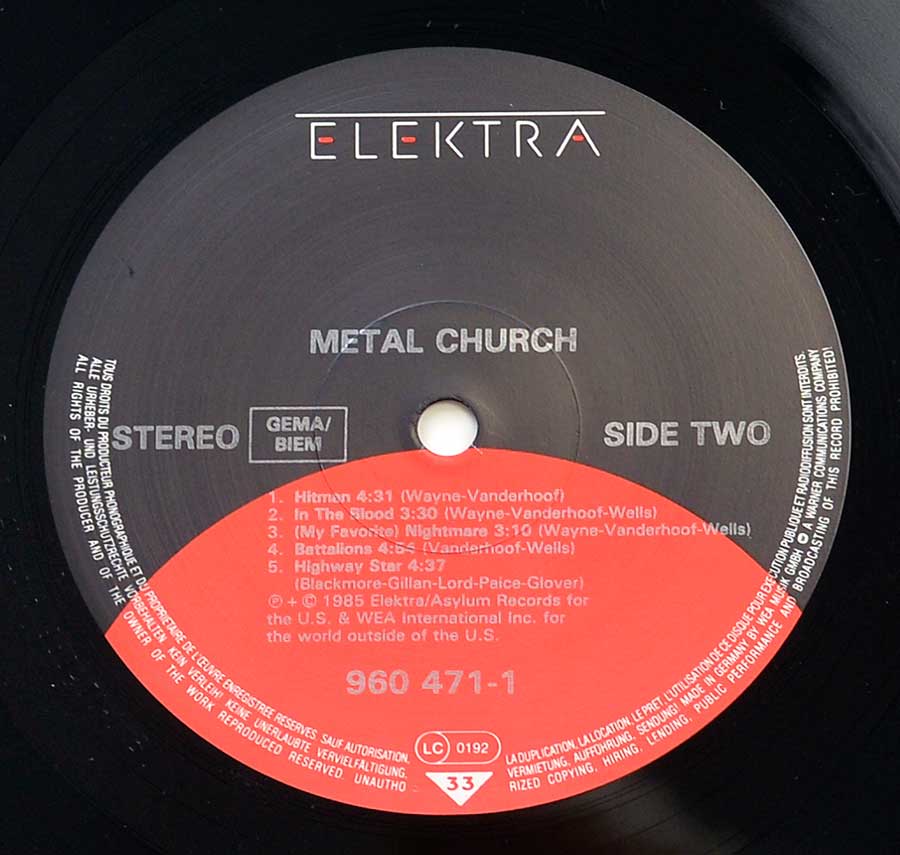 ELEKTRA
METAL CHURCH
STEREO
GEMA/
BIEM
SIDE TWO
1. Hitman 4:31 (Wayne-Vanderhoof)
2. In The Blood 3:30 (Wayne-Vanderhoof-Wells)
3. (My Favorite) Nightmare 3:10 (Wayne-Vanderhoof-Wells)
4. Battalions 4:54 (Vanderhoof-Wells)
5. Highway Star 4:37
(Blackmore-Gillan-Lord-Paice-Glover)
℗ + © 1985 Elektra/Asylum Records for
the U.S. & WEA International Inc. for
the world outside of the U.S.
960 471-1
LC 0192
33
TOUS DROITS DU PRODUCTEUR PHONOGRAPHIQUE ET DU PROPRIETAIRE DE L'ŒUVRE ENREGISTREE RESERVES. SAUF AUTORISATION,
LA DUPLICATION, LA LOCATION, LE PRET, L'UTILISATION DE CE DISQUE POUR EXECUTION PUBLIQUE ET RADIODIFFUSION SONT INTERDITS.
ALLE URHEBER- UND LEISTUNGSSCHUTZRECHTE VORBEHALTEN. KEIN VERLEIH! KEINE UNERLAUBTE VERVIELFÄLTIGUNG,
VERMIETUNG, AUFFÜHRUNG, SENDUNG! MADE IN GERMANY BY WEA MUSIK GMBH A WARNER COMMUNICATIONS COMPANY
ALL RIGHTS OF THE PRODUCER AND OF THE OWNER OF THE WORK REPRODUCED RESERVED. UNAUTHO
RIZED COPYING, HIRING, LENDING, PUBLIC PERFORMANCE AND BROADCASTING OF THIS RECORD PROHIBITED!